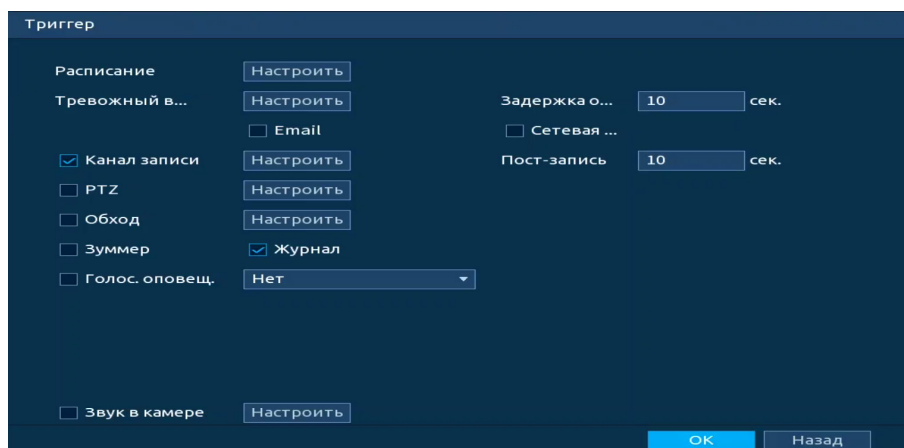 Триггер
Расписание Настроить
Тревожный в... Настроить Задержка о... 10 сек.
Email Сетевая ...
Канал записи Настроить Пост-запись 10 сек.
PTZ Настроить
Обход Настроить
Зуммер Журнал
Голос. оповещ. Нет
Звук в камере Настроить
OK Назад